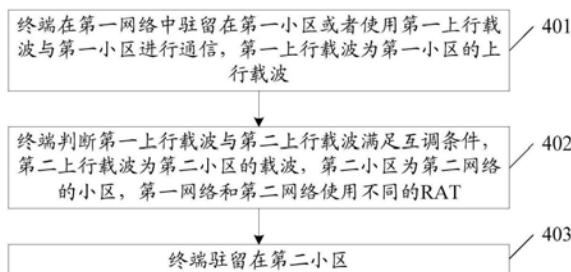 终端在第一网络中驻留在第一小区或者使用第一上行载
波与第一小区进行通信，第一上行载波为第一小区的上
行载波
401
终端判断第一上行载波与第二上行载波满足互调条件，
第二上行载波为第二小区的载波，第二小区为第二网络
的小区，第一网络和第二网络使用不同的RAT
402
终端驻留在第二小区
403